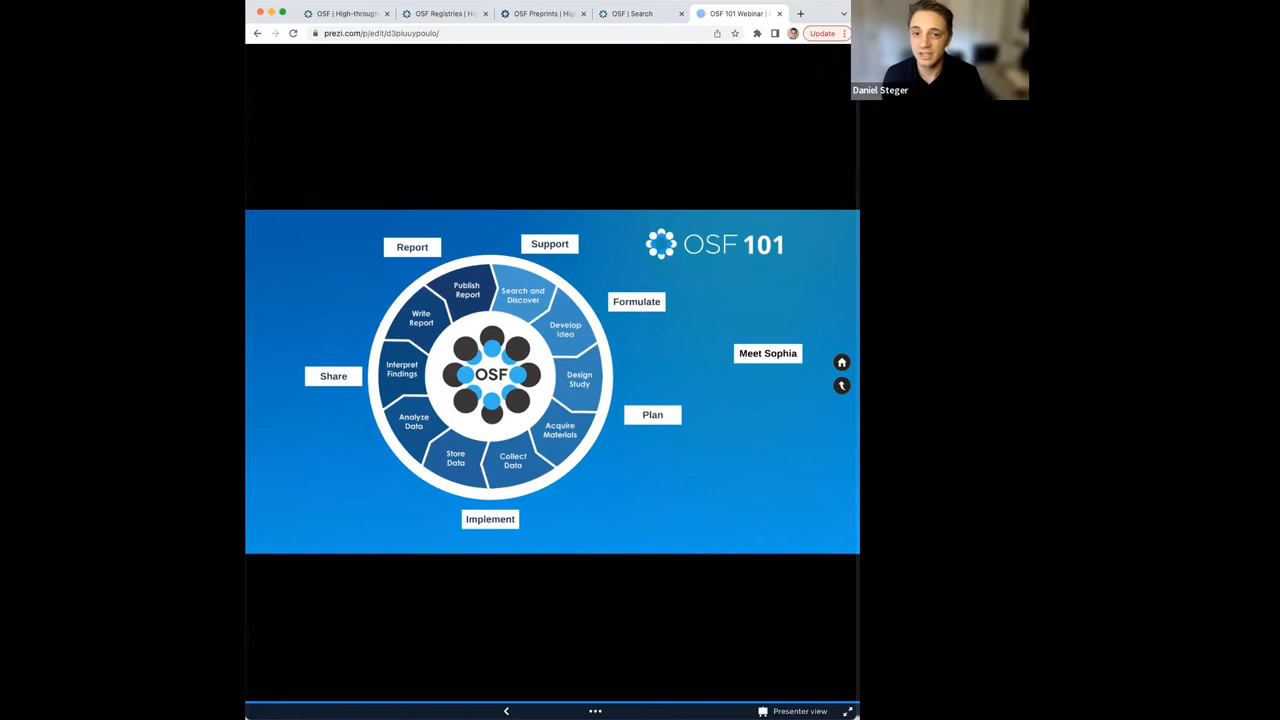 OSF | High-through
OSF Registries | Hig
OSF Preprints | Hig
OSF | Search
OSF 101 Webinar |
prezi.com/p/edit/d3piuuypoulo/
Update
Daniel Steger
OSF 101
Report
Support
Formulate
Meet Sophia
Share
Plan
Implement
Publish
Report
Search and
Discover
Write
Report
Develop
Idea
Interpret
Findings
Design
Study
Analyze
Data
Acquire
Materials
Store
Data
Collect
Data
OSF
Presenter view